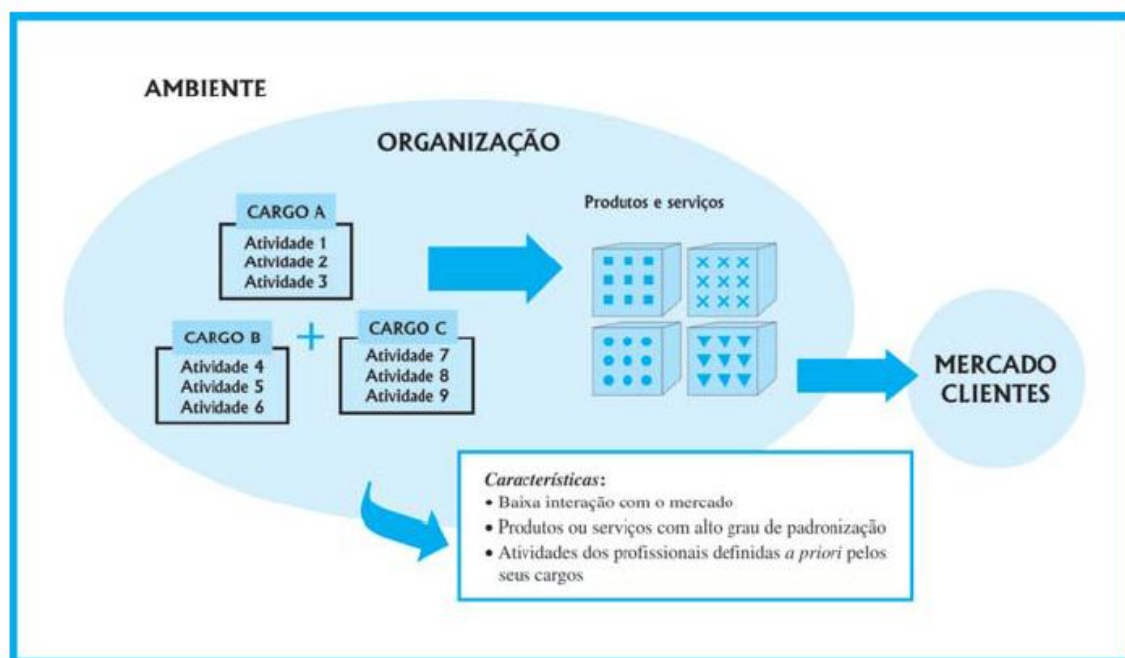 AMBIENTE
ORGANIZAÇÃO
CARGO A
Atividade 1
Atividade 2
Atividade 3
CARGO B
Atividade 4
Atividade 5
Atividade 6
+
CARGO C
Atividade 7
Atividade 8
Atividade 9
Produtos e serviços
MERCADO
CLIENTES
Características:
• Baixa interação com o mercado
• Produtos ou serviços com alto grau de padronização
• Atividades dos profissionais definidas a priori pelos
seus cargos